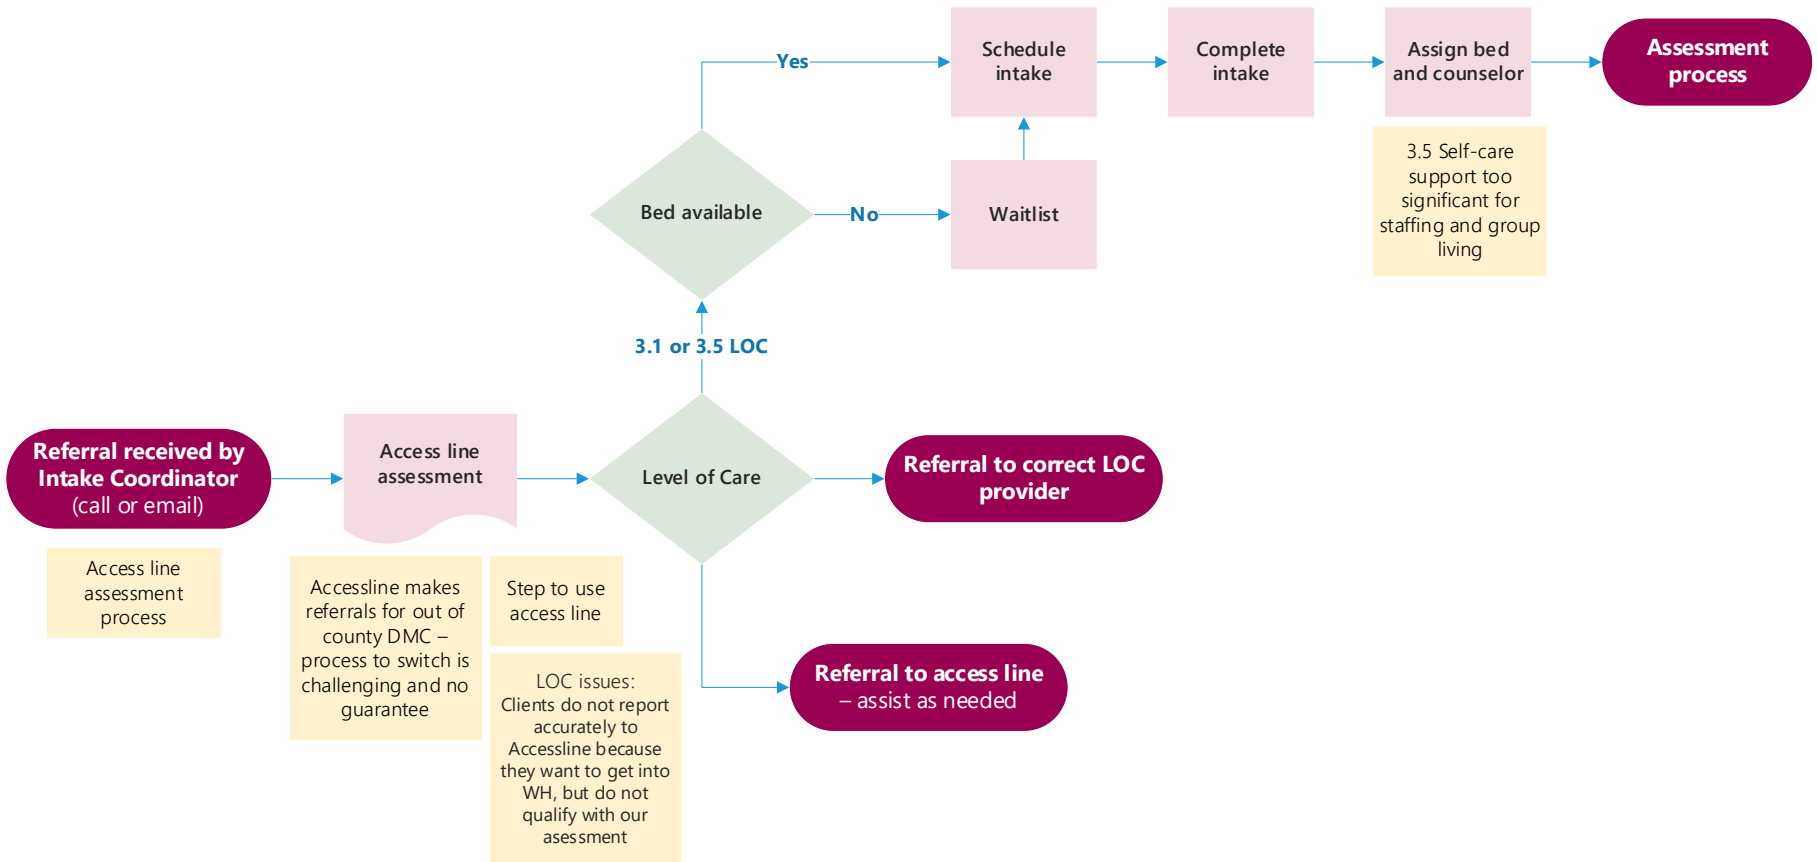 Yes
Schedule
intake
Complete
intake
Assign bed
and counselor
Assessment
process
3.5 Self-care
support too
significant for
staffing and group
living
Bed available
No
Waitlist
3.1 or 3.5 LOC
Referral received by
Intake Coordinator
(call or email)
Access line
assessment
Level of Care
Referral to correct LOC
provider
Access line
assessment
process
Accessline makes
referrals for out of
county DMC –
process to switch is
challenging and no
guarantee
Step to use
access line
LOC issues:
Clients do not report
accurately to
Accessline because
they want to get into
WH, but do not
qualify with our
asessment
Referral to access line
– assist as needed